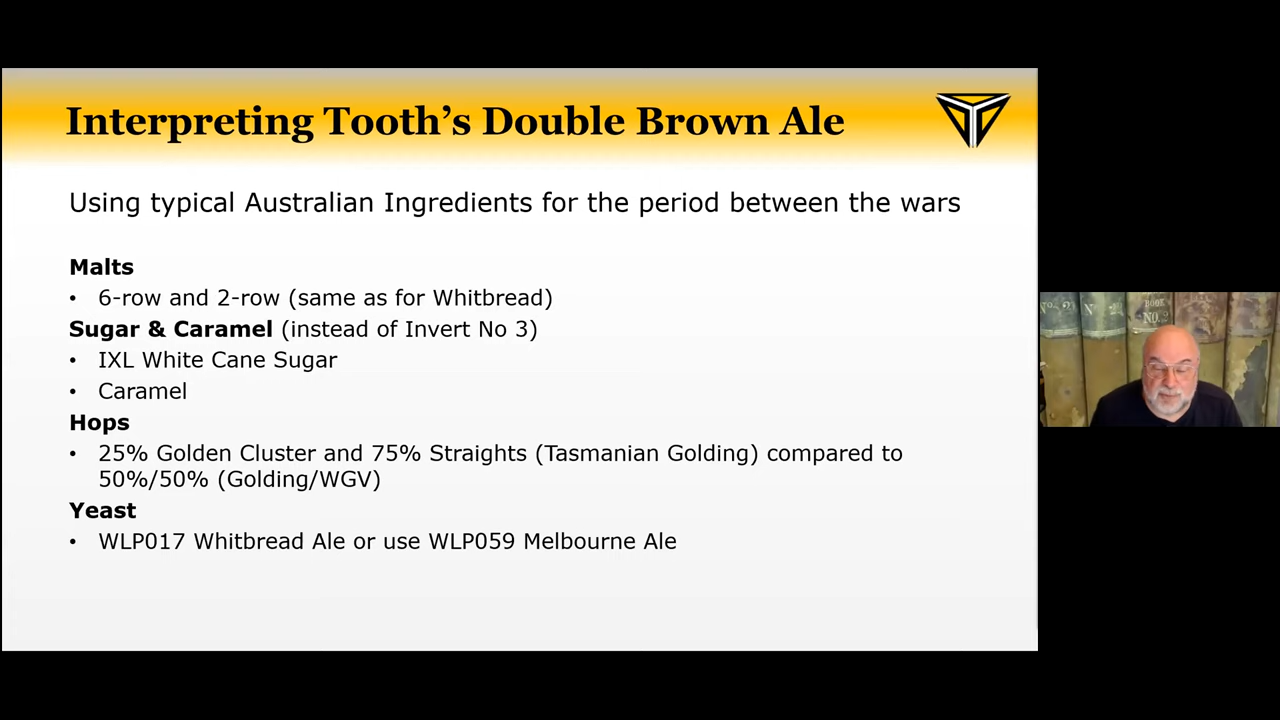 Interpreting Tooth's Double Brown Ale
Using typical Australian Ingredients for the period between the wars
Malts
• 6-row and 2-row (same as for Whitbread)
Sugar & Caramel (instead of Invert No 3)
• IXL White Cane Sugar
• Caramel
Hops
• 25% Golden Cluster and 75% Straights (Tasmanian Golding) compared to
50%/50% (Golding/WGV)
Yeast
• WLP017 Whitbread Ale or use WLP059 Melbourne Ale
BOOK
NO. 2